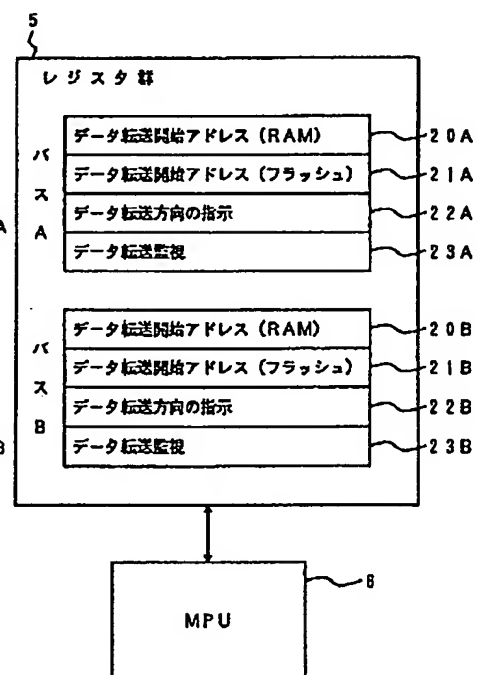 5
レジスタ群
バスA
データ転送開始アドレス（RAM） 20A
データ転送開始アドレス（フラッシュ） 21A
データ転送方向の指示 22A
データ転送監視 23A
A
バスB
データ転送開始アドレス（RAM） 20B
データ転送開始アドレス（フラッシュ） 21B
データ転送方向の指示 22B
データ転送監視 23B
B
MPU
6